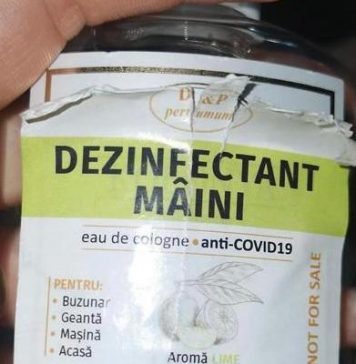 D & P
perfumum
DEZINFECTANT
MÂINI
eau de cologne • anti-COVID19
PENTRU:
• Buzunar
• Geantă
• Mașină
• Acasă
Aromă LIME
NOT FOR SALE